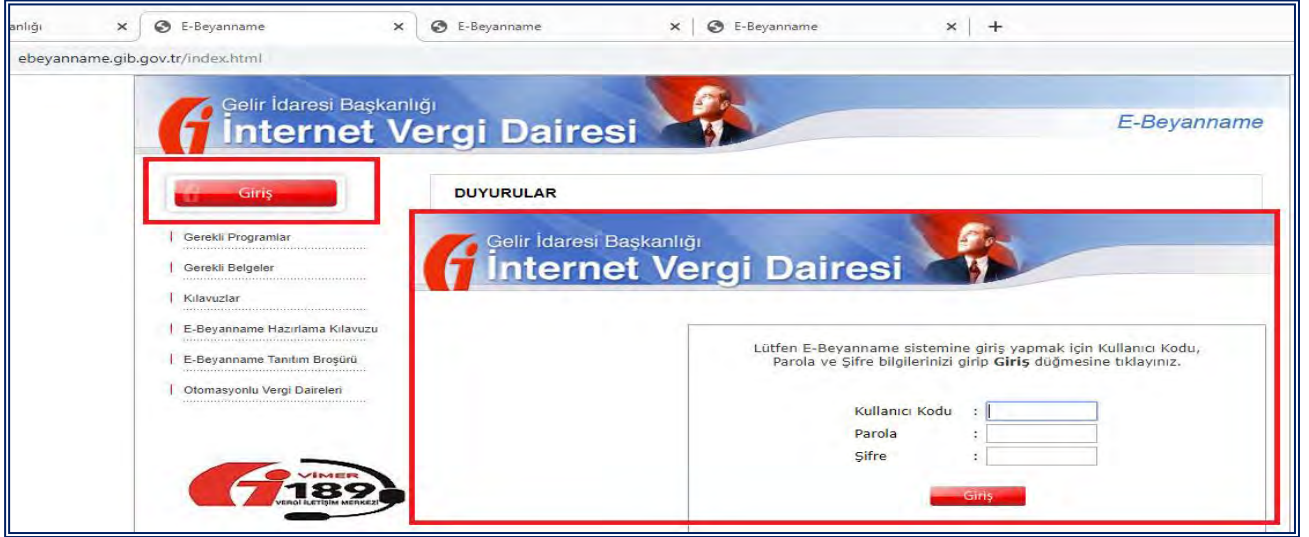 anlığı
E-Beyanname
E-Beyanname
E-Beyanname
ebeyanname.gib.gov.tr/index.html
Gelir İdaresi Başkanlığı
İnternet Vergi Dairesi
E-Beyanname
Giriş
DUYURULAR
Gerekli Programlar
Gerekli Belgeler
Kılavuzlar
E-Beyanname Hazırlama Kılavuzu
E-Beyanname Tanıtım Broşürü
Otomasyonlu Vergi Daireleri
VİMER
189
VERGİ İLETİŞİM MERKEZİ
Gelir İdaresi Başkanlığı
İnternet Vergi Dairesi
Lütfen E-Beyanname sistemine giriş yapmak için Kullanıcı Kodu,
Parola ve Şifre bilgilerinizi girip Giriş düğmesine tıklayınız.
Kullanıcı Kodu :
Parola :
Şifre :
Giriş